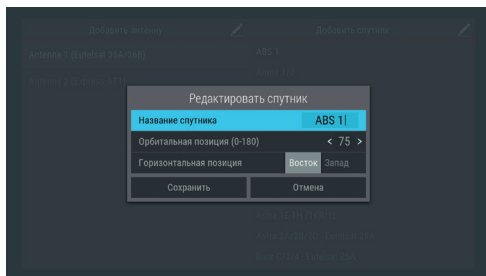 Добавить антенну
Добавить спутник
Antenna 1 (Eutelsat 36A/36B)
ABS 1
Редактировать спутник
Название спутника ABS 1
Орбитальная позиция (0-180) < 75 >
Горизонтальная позиция Восток Запад
Сохранить Отмена